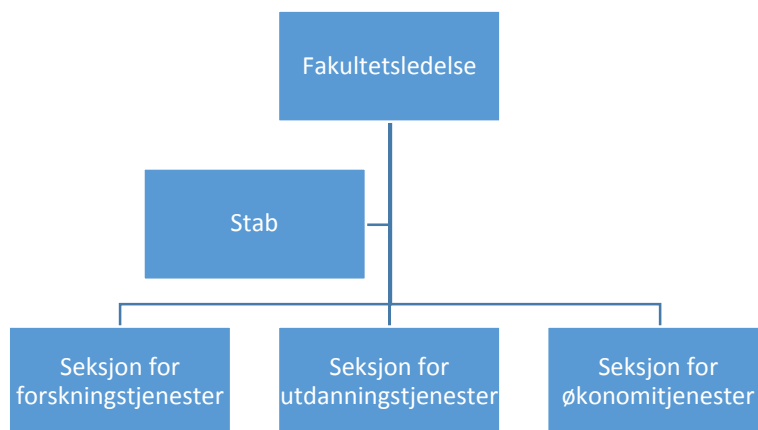 Fakultetsledelse
Stab
Seksjon for
forskningstjenester
Seksjon for
utdanningstjenester
Seksjon for
økonomitjenester